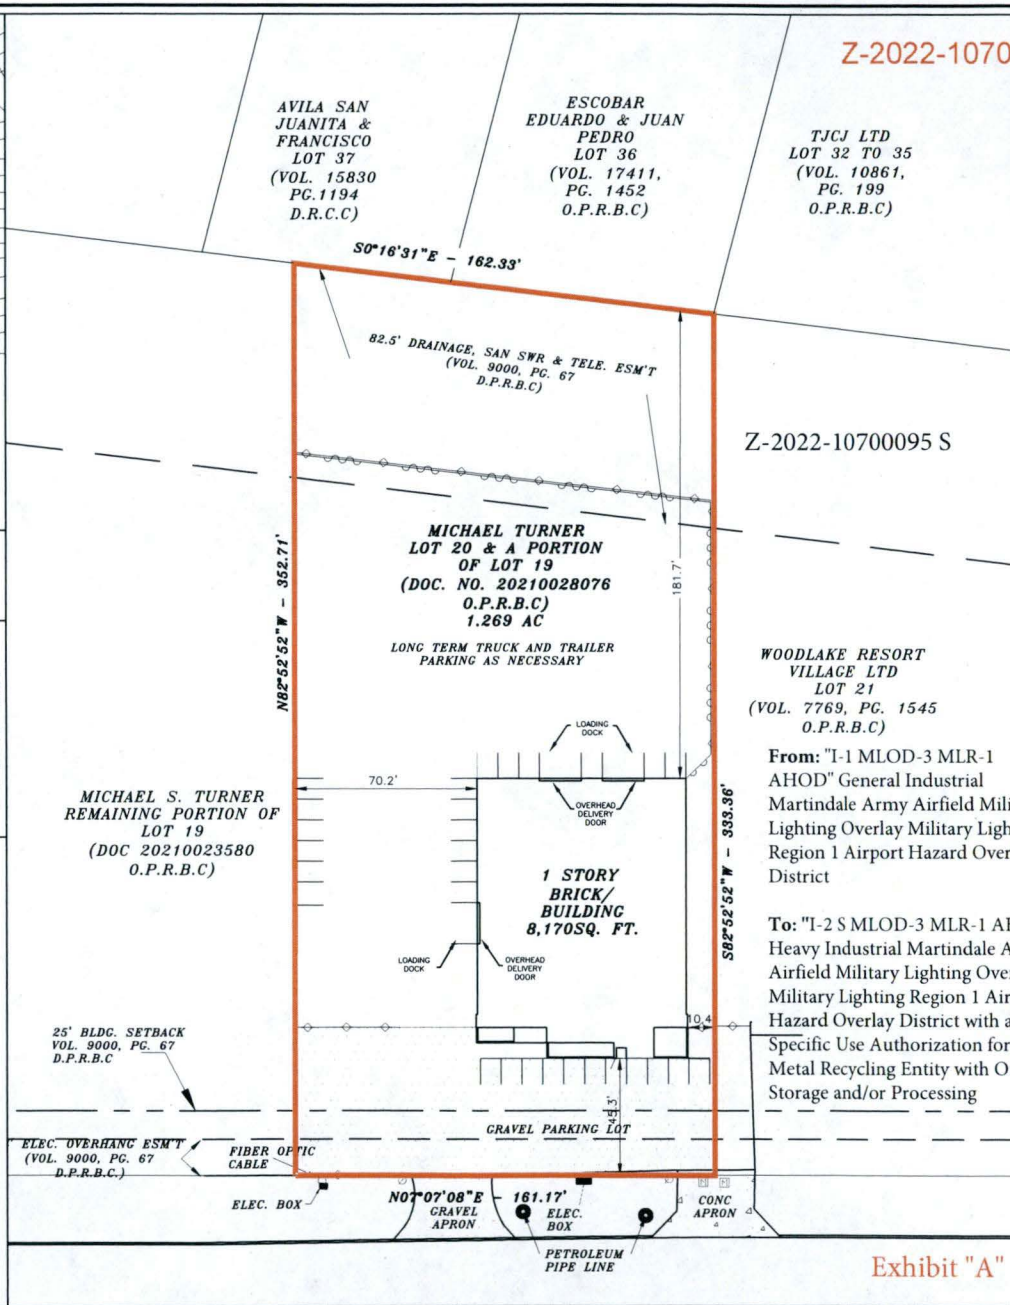 Z-2022-1070
AVILA SAN
JUANITA &
FRANCISCO
LOT 37
(VOL. 15830
PG.1194
D.R.C.C)
ESCOBAR
EDUARDO & JUAN
PEDRO
LOT 36
(VOL. 17411,
PG. 1452
O.P.R.B.C)
TJCJ LTD
LOT 32 TO 35
(VOL. 10861,
PG. 199
O.P.R.B.C)
S0°16'31"E - 162.33'
82.5' DRAINAGE, SAN SWR & TELE. ESM'T
(VOL. 9000, PG. 67
D.P.R.B.C)
Z-2022-10700095 S
MICHAEL TURNER
LOT 20 & A PORTION
OF LOT 19
(DOC. NO. 20210028076
O.P.R.B.C)
1.269 AC
LONG TERM TRUCK AND TRAILER
PARKING AS NECESSARY
N82°52'52"W - 352.71'
181.7'
WOODLAKE RESORT
VILLAGE LTD
LOT 21
(VOL. 7769, PG. 1545
O.P.R.B.C)
From: "I-1 MLOD-3 MLR-1
AHOD" General Industrial
Martindale Army Airfield Mili
Lighting Overlay Military Ligh
Region 1 Airport Hazard Over
District
LOADING
DOCK
70.2'
OVERHEAD
DELIVERY
DOOR
MICHAEL S. TURNER
REMAINING PORTION OF
LOT 19
(DOC 20210023580
O.P.R.B.C)
1 STORY
BRICK/
BUILDING
8,170SQ. FT.
S82°52'52"W - 333.36'
To: "I-2 S MLOD-3 MLR-1 AH
Heavy Industrial Martindale A
Airfield Military Lighting Over
Military Lighting Region 1 Air
Hazard Overlay District with a
Specific Use Authorization for
Metal Recycling Entity with O
Storage and/or Processing
LOADING
DOCK
OVERHEAD
DELIVERY
DOOR
10.4
25' BLDG. SETBACK
VOL. 9000, PG. 67
D.P.R.B.C
45.3'
GRAVEL PARKING LOT
ELEC. OVERHANG ESM'T
(VOL. 9000, PG. 67
D.P.R.B.C.)
FIBER OPTIC
CABLE
ELEC. BOX
N07°07'08"E - 161.17'
GRAVEL
APRON
ELEC.
BOX
CONC
APRON
PETROLEUM
PIPE LINE
Exhibit "A"